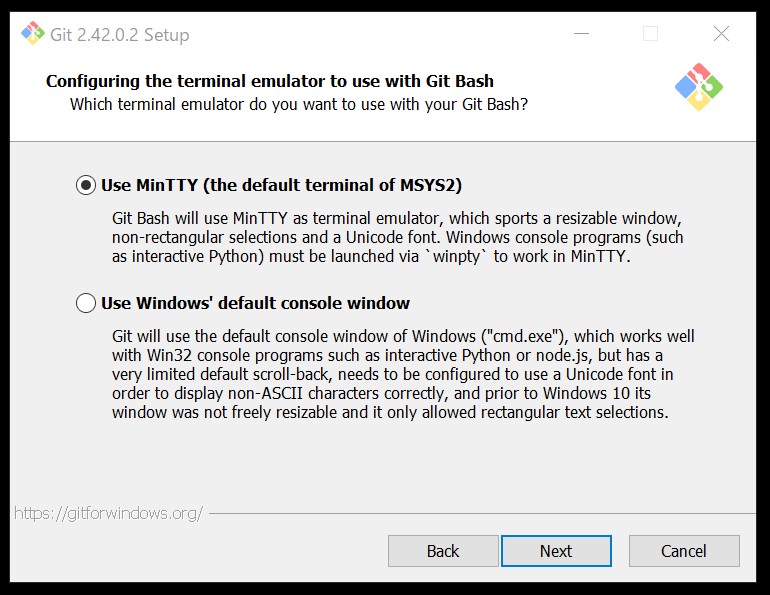 Git 2.42.0.2 Setup
Configuring the terminal emulator to use with Git Bash
Which terminal emulator do you want to use with your Git Bash?
Use MinTTY (the default terminal of MSYS2)
Git Bash will use MinTTY as terminal emulator, which sports a resizable window,
non-rectangular selections and a Unicode font. Windows console programs (such
as interactive Python) must be launched via `winpty` to work in MinTTY.
Use Windows' default console window
Git will use the default console window of Windows ("cmd.exe"), which works well
with Win32 console programs such as interactive Python or node.js, but has a
very limited default scroll-back, needs to be configured to use a Unicode font in
order to display non-ASCII characters correctly, and prior to Windows 10 its
window was not freely resizable and it only allowed rectangular text selections.
https://gitforwindows.org/
Back
Next
Cancel